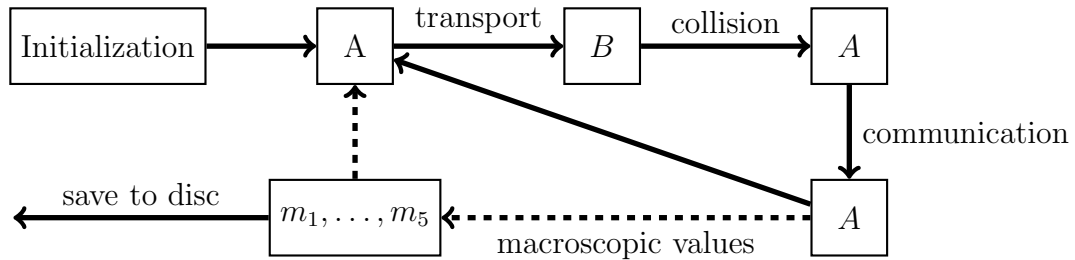 transport
collision
Initialization
A
B
A
communication
save to disc
m₁, . . . , m₅
A
macroscopic values